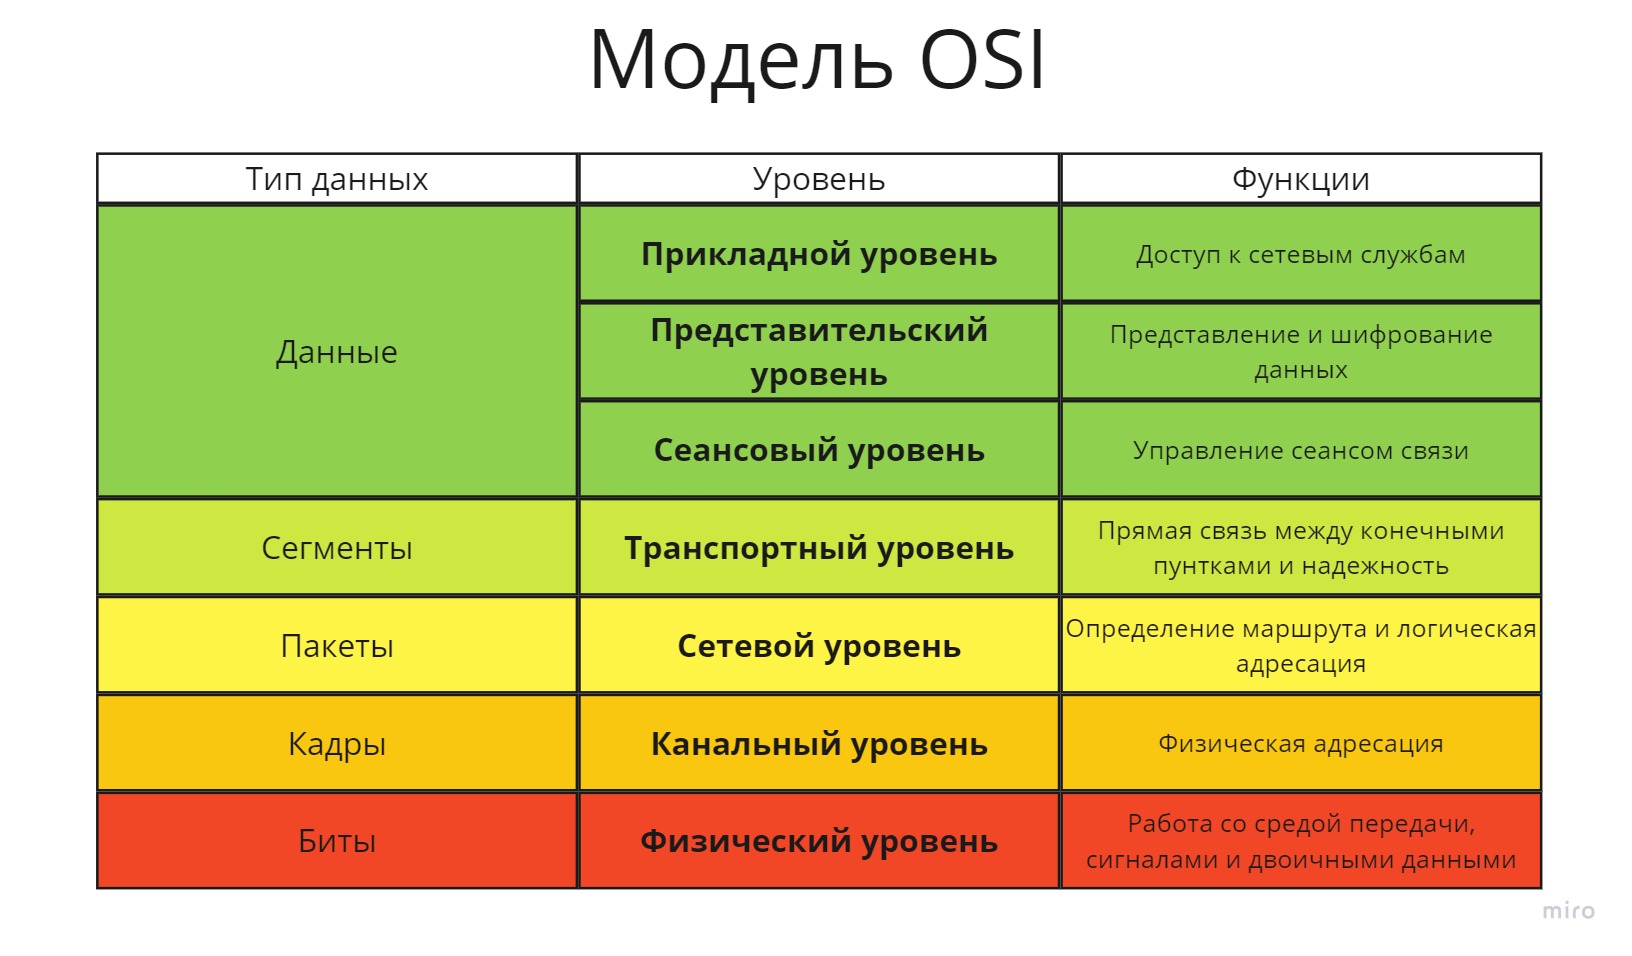 Модель OSI
Тип данных
Уровень
Функции
Данные
Прикладной уровень
Доступ к сетевым службам
Представительский
уровень
Представление и шифрование
данных
Сеансовый уровень
Управление сеансом связи
Сегменты
Транспортный уровень
Прямая связь между конечными
пунтками и надежность
Пакеты
Сетевой уровень
Определение маршрута и логическая
адресация
Кадры
Канальный уровень
Физическая адресация
Биты
Физический уровень
Работа со средой передачи,
сигналами и двоичными данными
miro